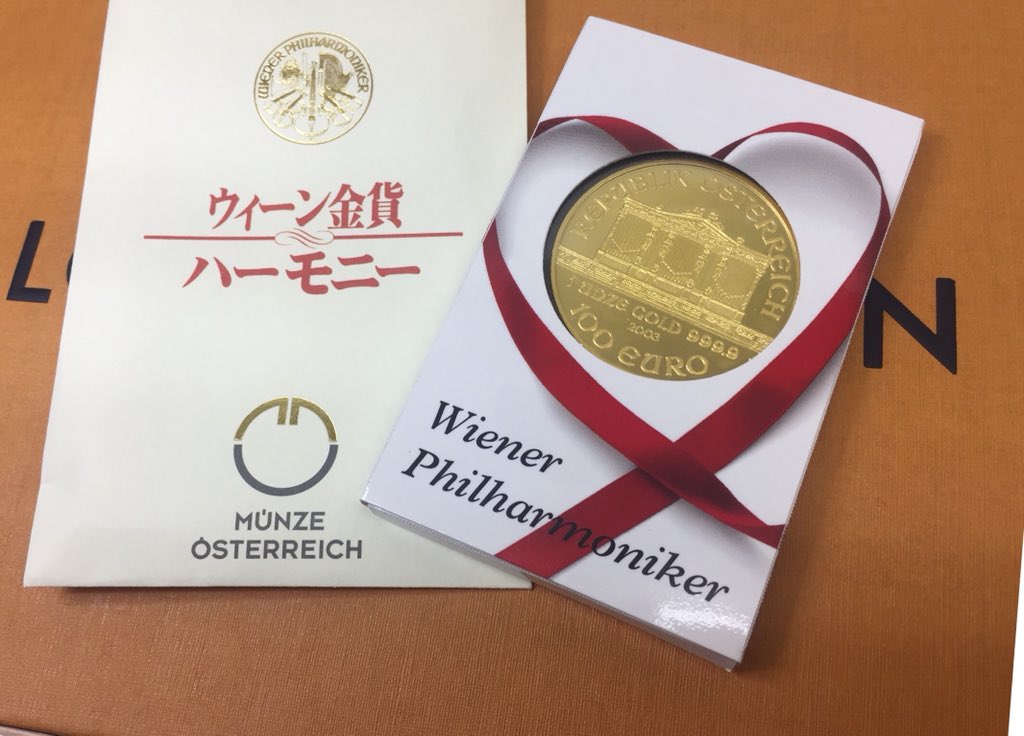 WIENER PHILHARMONIKER
ウィーン金貨
ハーモニー
MÜNZE
ÖSTERREICH
REPUBLIK ÖSTERREICH
1 UNZE GOLD 999.9
2003
100 EURO
Wiener
Philharmoniker
L
N